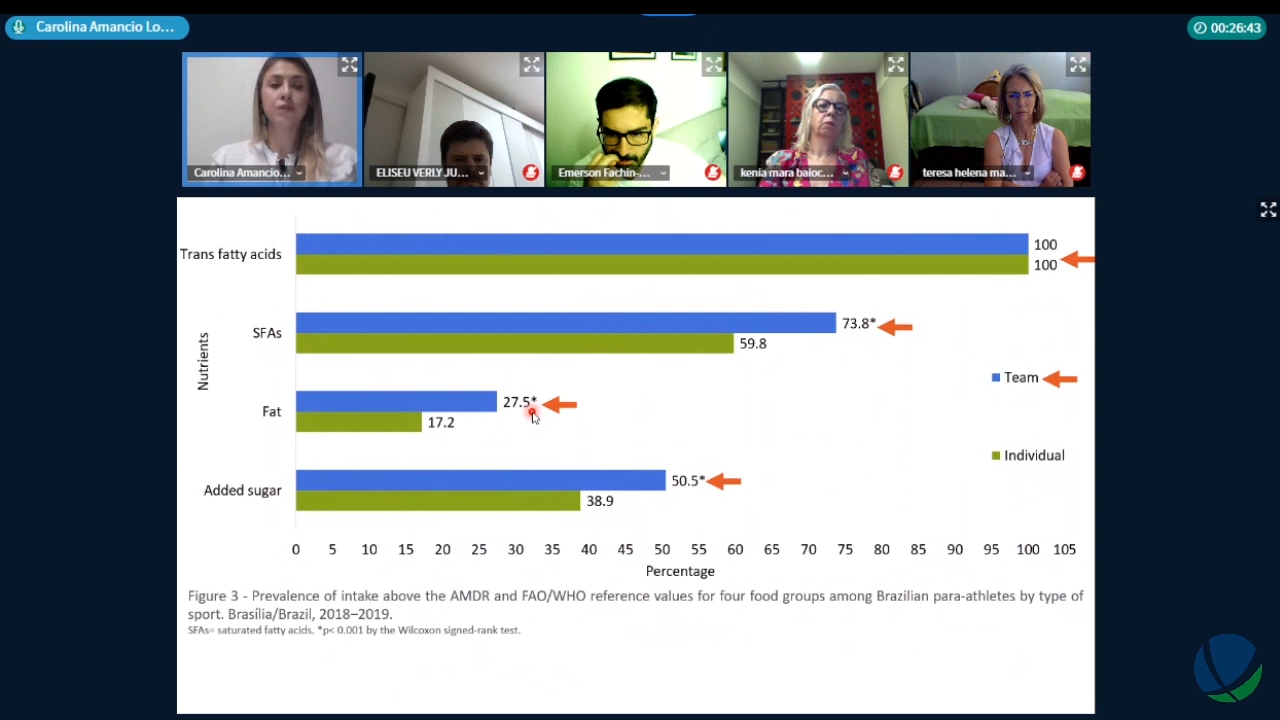 Carolina Amancio Lo...
00:26:43
Carolina Amancio...
ELISEU VERLY JU...
Emerson Fachin-...
kenia mara baioc...
teresa helena ma...
Trans fatty acids
100
100
SFAs
73.8*
59.8
Nutrients
Team
Fat
27.5*
17.2
Individual
Added sugar
50.5*
38.9
0 5 10 15 20 25 30 35 40 45 50 55 60 65 70 75 80 85 90 95 100 105
Percentage
Figure 3 - Prevalence of intake above the AMDR and FAO/WHO reference values for four food groups among Brazilian para-athletes by type of
sport. Brasília/Brazil, 2018–2019.
SFAs= saturated fatty acids. *p< 0.001 by the Wilcoxon signed-rank test.